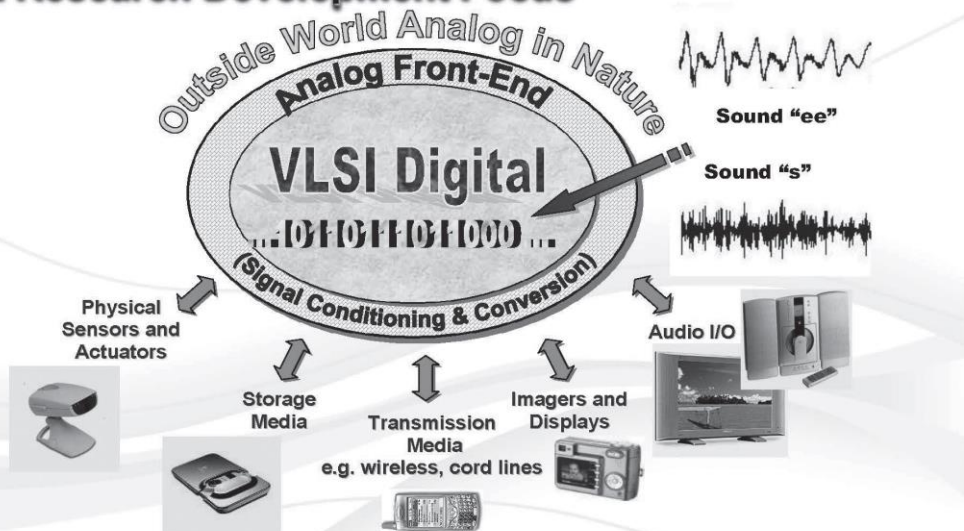 Research Development Focus
Outside World Analog in Nature
Analog Front-End
VLSI Digital
...1011011011000...
(Signal Conditioning & Conversion)
Sound “ee”
Sound “s”
Physical
Sensors and
Actuators
Storage
Media
Transmission
Media
e.g. wireless, cord lines
Imagers and
Displays
Audio I/O